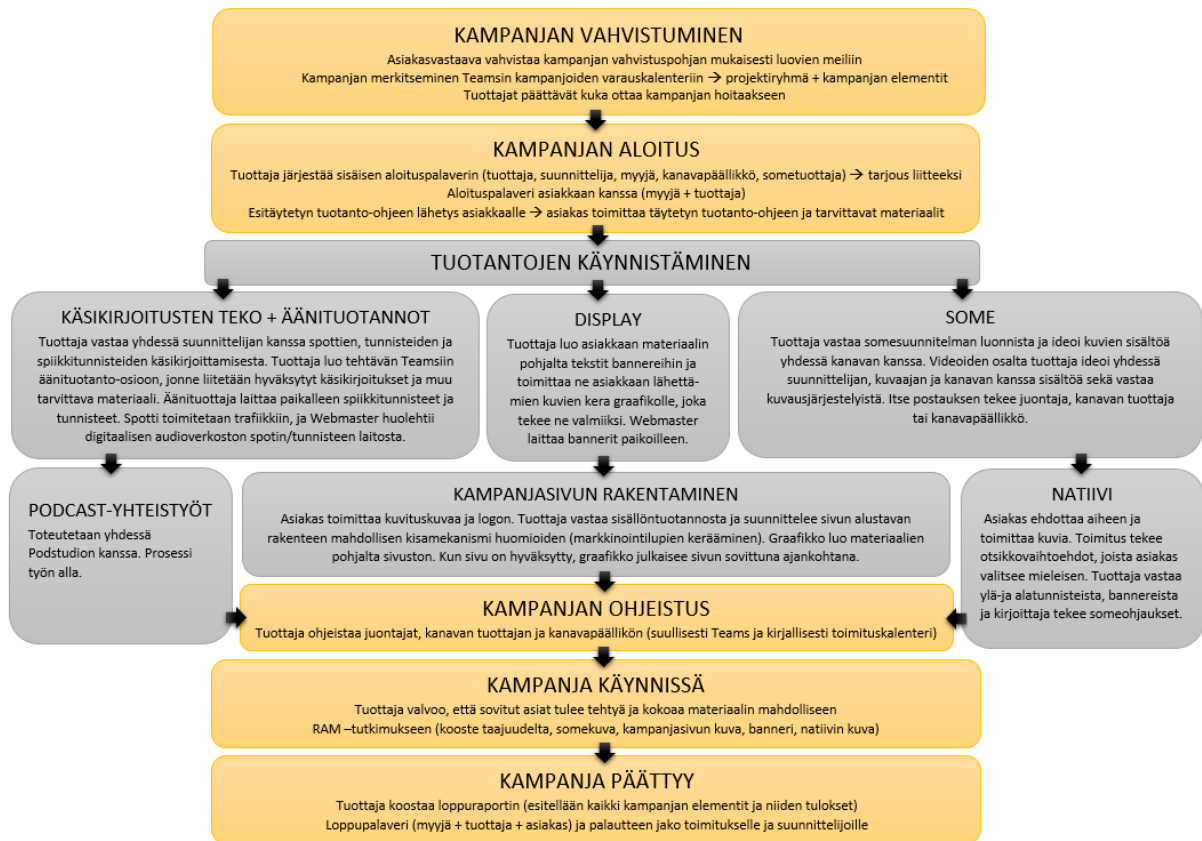 KAMPANJAN VAHVISTUMINEN
Asiakasvastaava vahvistaa kampanjan vahvistuspohjan mukaisesti luovien meiliin
Kampanjan merkitseminen Teamsin kampanjoiden varauskalenteriin → projektiryhmä + kampanjan elementit
Tuottajat päättävät kuka ottaa kampanjan hoitaakseen
KAMPANJAN ALOITUS
Tuottaja järjestää sisäisen aloituspalaverin (tuottaja, suunnittelija, myyjä, kanavapäällikkö, sometuottaja) → tarjous liitteeksi
Aloituspalaveri asiakkaan kanssa (myyjä + tuottaja)
Esitäytetyn tuotanto-ohjeen lähetys asiakkaalle → asiakas toimittaa täytetyn tuotanto-ohjeen ja tarvittavat materiaalit
TUOTANTOJEN KÄYNNISTÄMINEN
KÄSIKIRJOITUSTEN TEKO + ÄÄNITUOTANNOT
Tuottaja vastaa yhdessä suunnittelijan kanssa spottien, tunnisteiden ja
spiikkitunnisteiden käsikirjoittamisesta. Tuottaja luo tehtävän Teamsiin
äänituotanto-osioon, jonne liitetään hyväksytyt käsikirjoitukset ja muu
tarvittava materiaali. Äänituottaja laittaa paikalleen spiikkitunnisteet ja
tunnisteet. Spotti toimitetaan trafiikkiin, ja Webmaster huolehtii
digitaalisen audioverkoston spotin/tunnisteen laitosta.
DISPLAY
Tuottaja luo asiakkaan materiaalin
pohjalta tekstit bannereihin ja
toimittaa ne asiakkaan lähettä-
mien kuvien kera graafikolle, joka
tekee ne valmiiksi. Webmaster
laittaa bannerit paikoilleen.
SOME
Tuottaja vastaa somesuunnitelman luonnista ja ideoi kuvien sisältöä
yhdessä kanavan kanssa. Videoiden osalta tuottaja ideoi yhdessä
suunnittelijan, kuvaajan ja kanavan kanssa sisältöä sekä vastaa
kuvausjärjestelyistä. Itse postauksen tekee juontaja, kanavan tuottaja
tai kanavapäällikkö.
PODCAST-YHTEISTYÖT
Toteutetaan yhdessä
Podstudion kanssa. Prosessi
työn alla.
KAMPANJASIVUN RAKENTAMINEN
Asiakas toimittaa kuvituskuvaa ja logon. Tuottaja vastaa sisällöntuotannosta ja suunnittelee sivun alustavan
rakenteen mahdollisen kisamekanismi huomioiden (markkinointilupien kerääminen). Graafikko luo materiaalien
pohjalta sivuston. Kun sivu on hyväksytty, graafikko julkaisee sivun sovittuna ajankohtana.
NATIIVI
Asiakas ehdottaa aiheen ja
toimittaa kuvia. Toimitus tekee
otsikkovaihtoehdot, joista asiakas
valitsee mieleisen. Tuottaja vastaa
ylä-ja alatunnisteista, bannereista
ja kirjoittaja tekee someohjaukset.
KAMPANJAN OHJEISTUS
Tuottaja ohjeistaa juontajat, kanavan tuottajan ja kanavapäällikön (suullisesti Teams ja kirjallisesti toimituskalenteri)
KAMPANJA KÄYNNISSÄ
Tuottaja valvoo, että sovitut asiat tulee tehtyä ja kokoaa materiaalin mahdolliseen
RAM –tutkimukseen (kooste taajuudelta, somekuva, kampanjasivun kuva, banneri, natiivin kuva)
KAMPANJA PÄÄTTYY
Tuottaja koostaa loppuraportin (esitellään kaikki kampanjan elementit ja niiden tulokset)
Loppupalaveri (myyjä + tuottaja + asiakas) ja palautteen jako toimitukselle ja suunnittelijoille